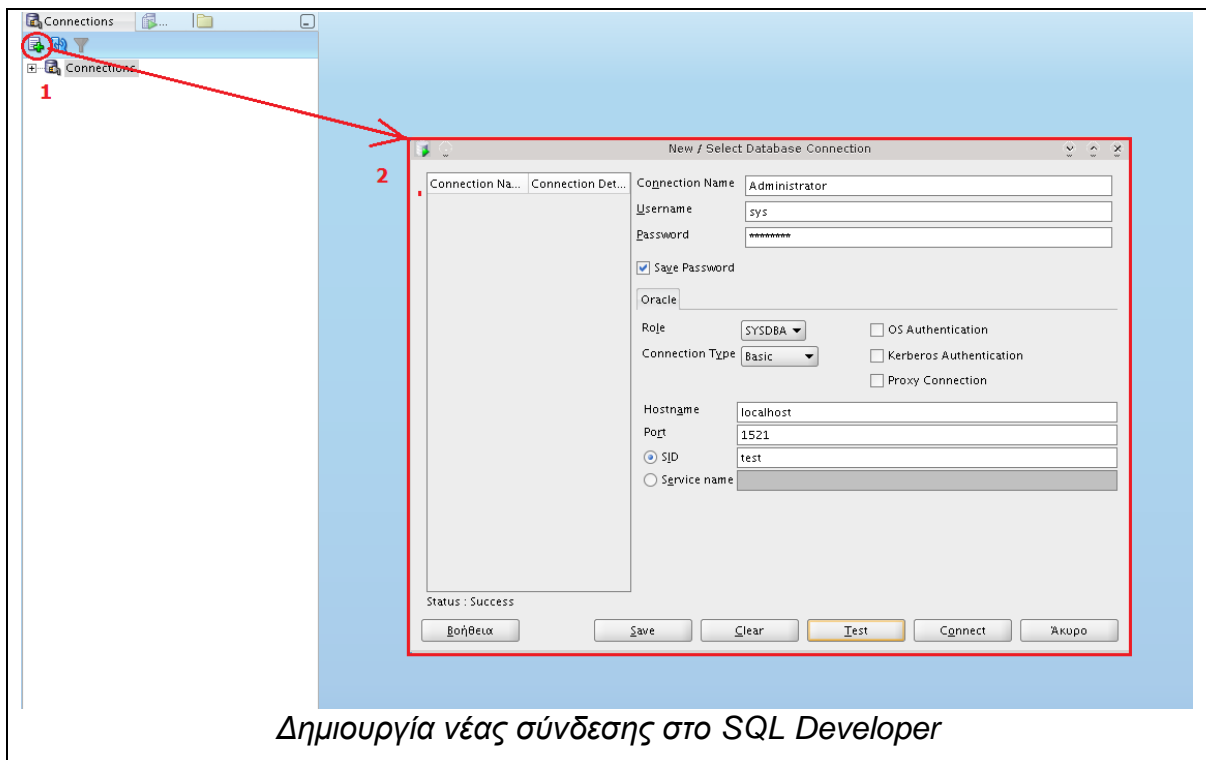 Connections
...
Connections
1
2
New / Select Database Connection
Connection Na... Connection Det...
Connection Name Administrator
Username sys
Password ********
Save Password
Oracle
Role SYSDBA OS Authentication
Connection Type Basic Kerberos Authentication
Proxy Connection
Hostname localhost
Port 1521
SID test
Service name
Status : Success
Βοήθεια Save Clear Test Connect Άκυρο
Δημιουργία νέας σύνδεσης στο SQL Developer